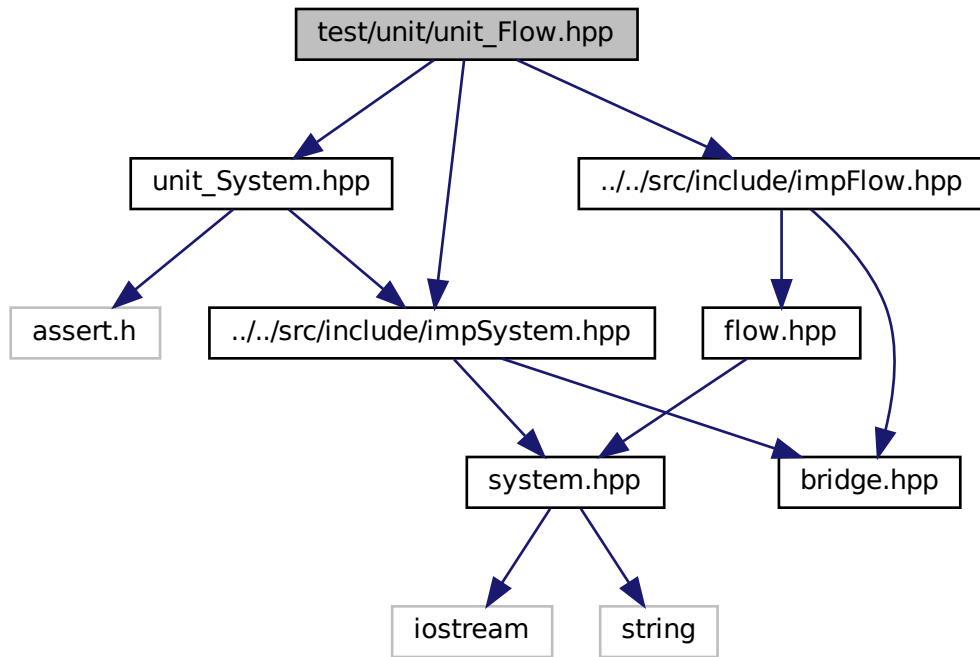 test/unit/unit_Flow.hpp
unit_System.hpp
../../src/include/impFlow.hpp
assert.h
../../src/include/impSystem.hpp
flow.hpp
system.hpp
bridge.hpp
iostream
string